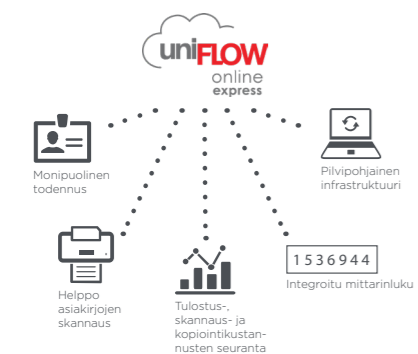 uniFLOW
online
express
Monipuolinen
todennus
Pilvipohjainen
infrastruktuuri
Helppo
asiakirjojen
skannaus
Tulostus-,
skannaus- ja
kopiointikustan-
nusten seuranta
1536944
Integroitu mittarinluku